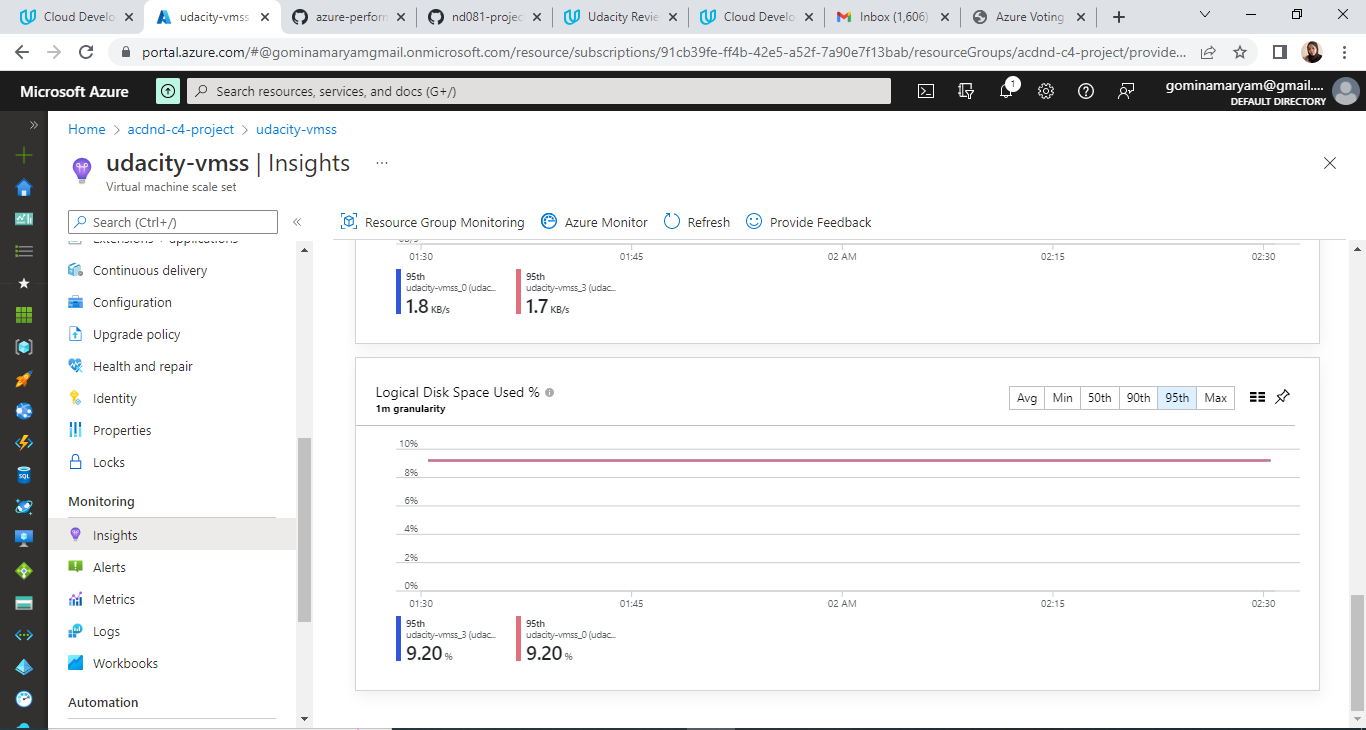 Cloud Develo
udacity-vmss
azure-perforn
nd081-projec
Udacity Revie
Cloud Develo
Inbox (1,606)
Azure Voting
portal.azure.com/#@gominamaryamgmail.onmicrosoft.com/resource/subscriptions/91cb39fe-ff4b-42e5-a52f-7a90e7f13bab/resourceGroups/acdnd-c4-project/provide...
Microsoft Azure
Search resources, services, and docs (G+/)
1
gominamaryam@gmail....
DEFAULT DIRECTORY
Home > acdnd-c4-project > udacity-vmss
udacity-vmss | Insights ...
Virtual machine scale set
Search (Ctrl+/)
Resource Group Monitoring
Azure Monitor
Refresh
Provide Feedback
Extensions + applications
Continuous delivery
Configuration
Upgrade policy
Health and repair
Identity
Properties
SQL
Locks
Monitoring
Insights
Alerts
Metrics
Logs
Workbooks
Automation
0B/s
01:30 01:45 02 AM 02:15 02:30
95th
udacity-vmss_0 (udac...
1.8 KB/s
95th
udacity-vmss_3 (udac...
1.7 KB/s
Logical Disk Space Used %
1m granularity
Avg Min 50th 90th 95th Max
10%
8%
6%
4%
2%
0%
01:30 01:45 02 AM 02:15 02:30
95th
udacity-vmss_3 (udac...
9.20 %
95th
udacity-vmss_0 (udac...
9.20 %